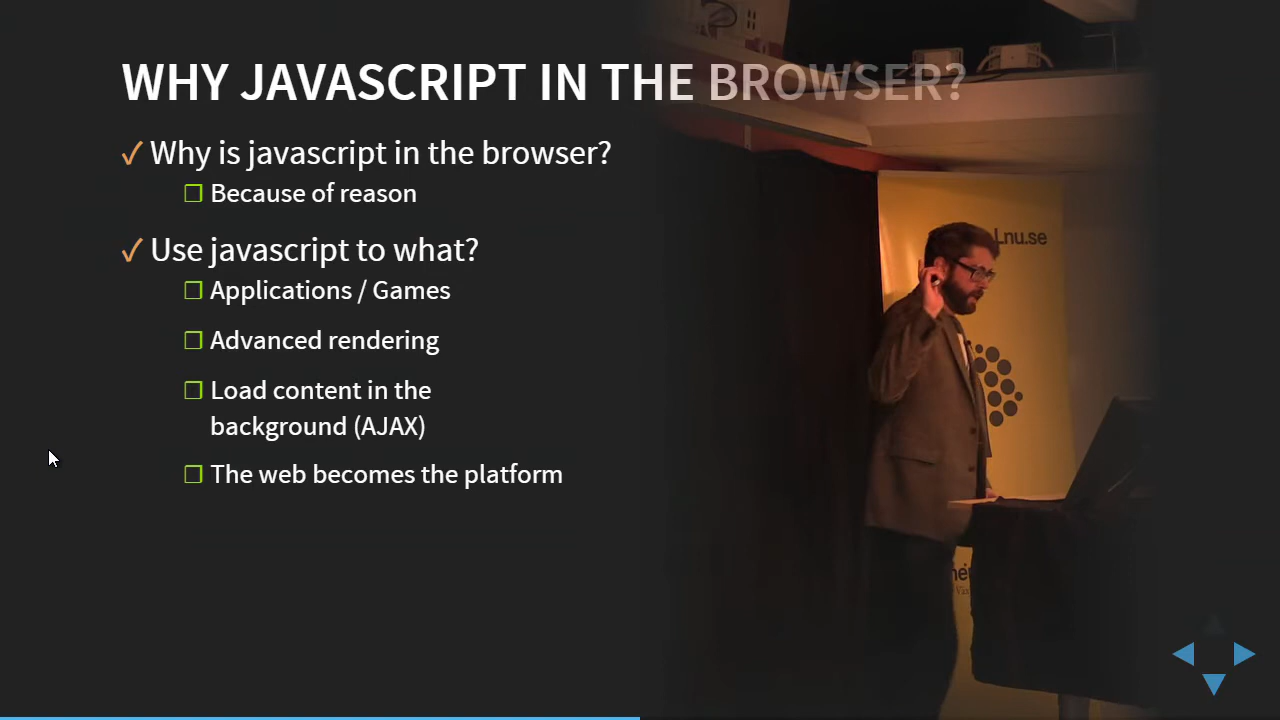 WHY JAVASCRIPT IN THE BROWSER?
✓ Why is javascript in the browser?
❒ Because of reason
✓ Use javascript to what?
❒ Applications / Games
❒ Advanced rendering
❒ Load content in the
background (AJAX)
❒ The web becomes the platform
Lnu.se